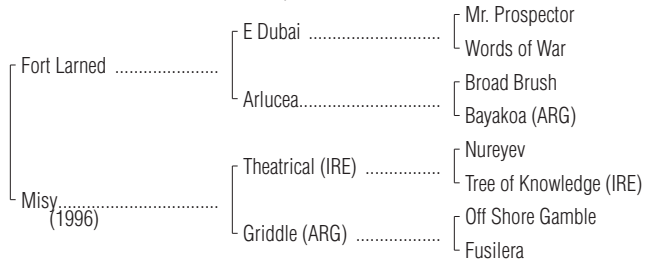 Mr. Prospector
E Dubai ............................
Words of War
Fort Larned ......................
Broad Brush
Arlucea..............................
Bayakoa (ARG)
Nureyev
Theatrical (IRE) ................
Tree of Knowledge (IRE)
Misy..................................
(1996)
Off Shore Gamble
Griddle (ARG) ..................
Fusilera